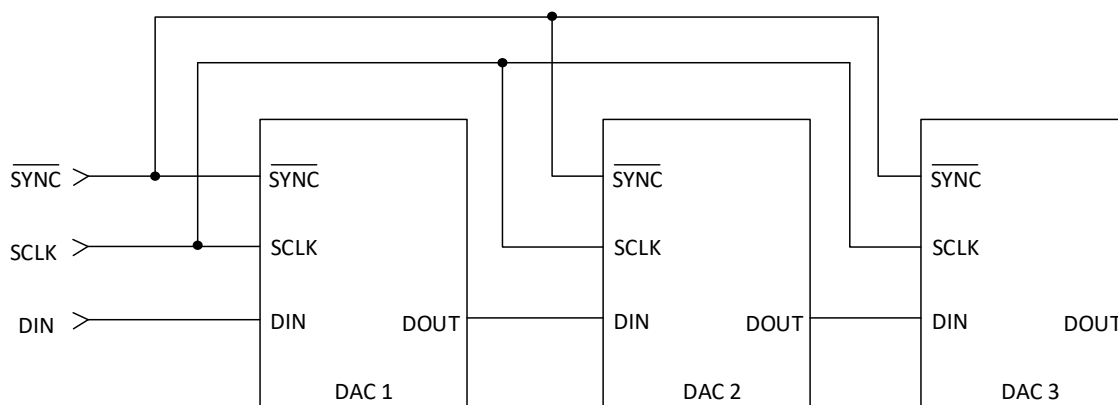 SYNC
SCLK
DIN
SYNC
SCLK
DIN
DOUT
DAC 1
SYNC
SCLK
DIN
DOUT
DAC 2
SYNC
SCLK
DIN
DOUT
DAC 3